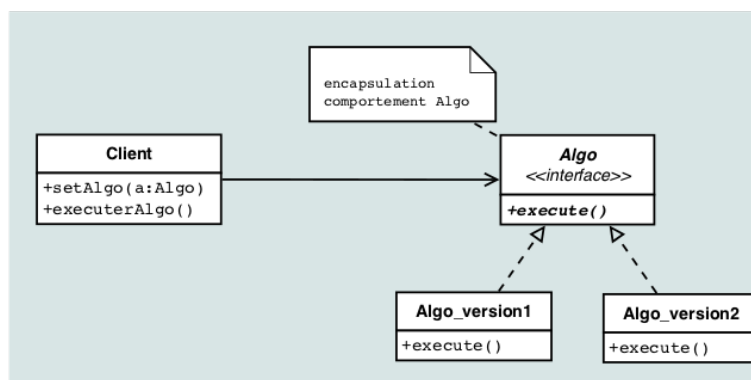 encapsulation
comportement Algo
Client
+setAlgo(a:Algo)
+executerAlgo()
Algo
<<interface>>
+execute()
Algo_version1
+execute()
Algo_version2
+execute()